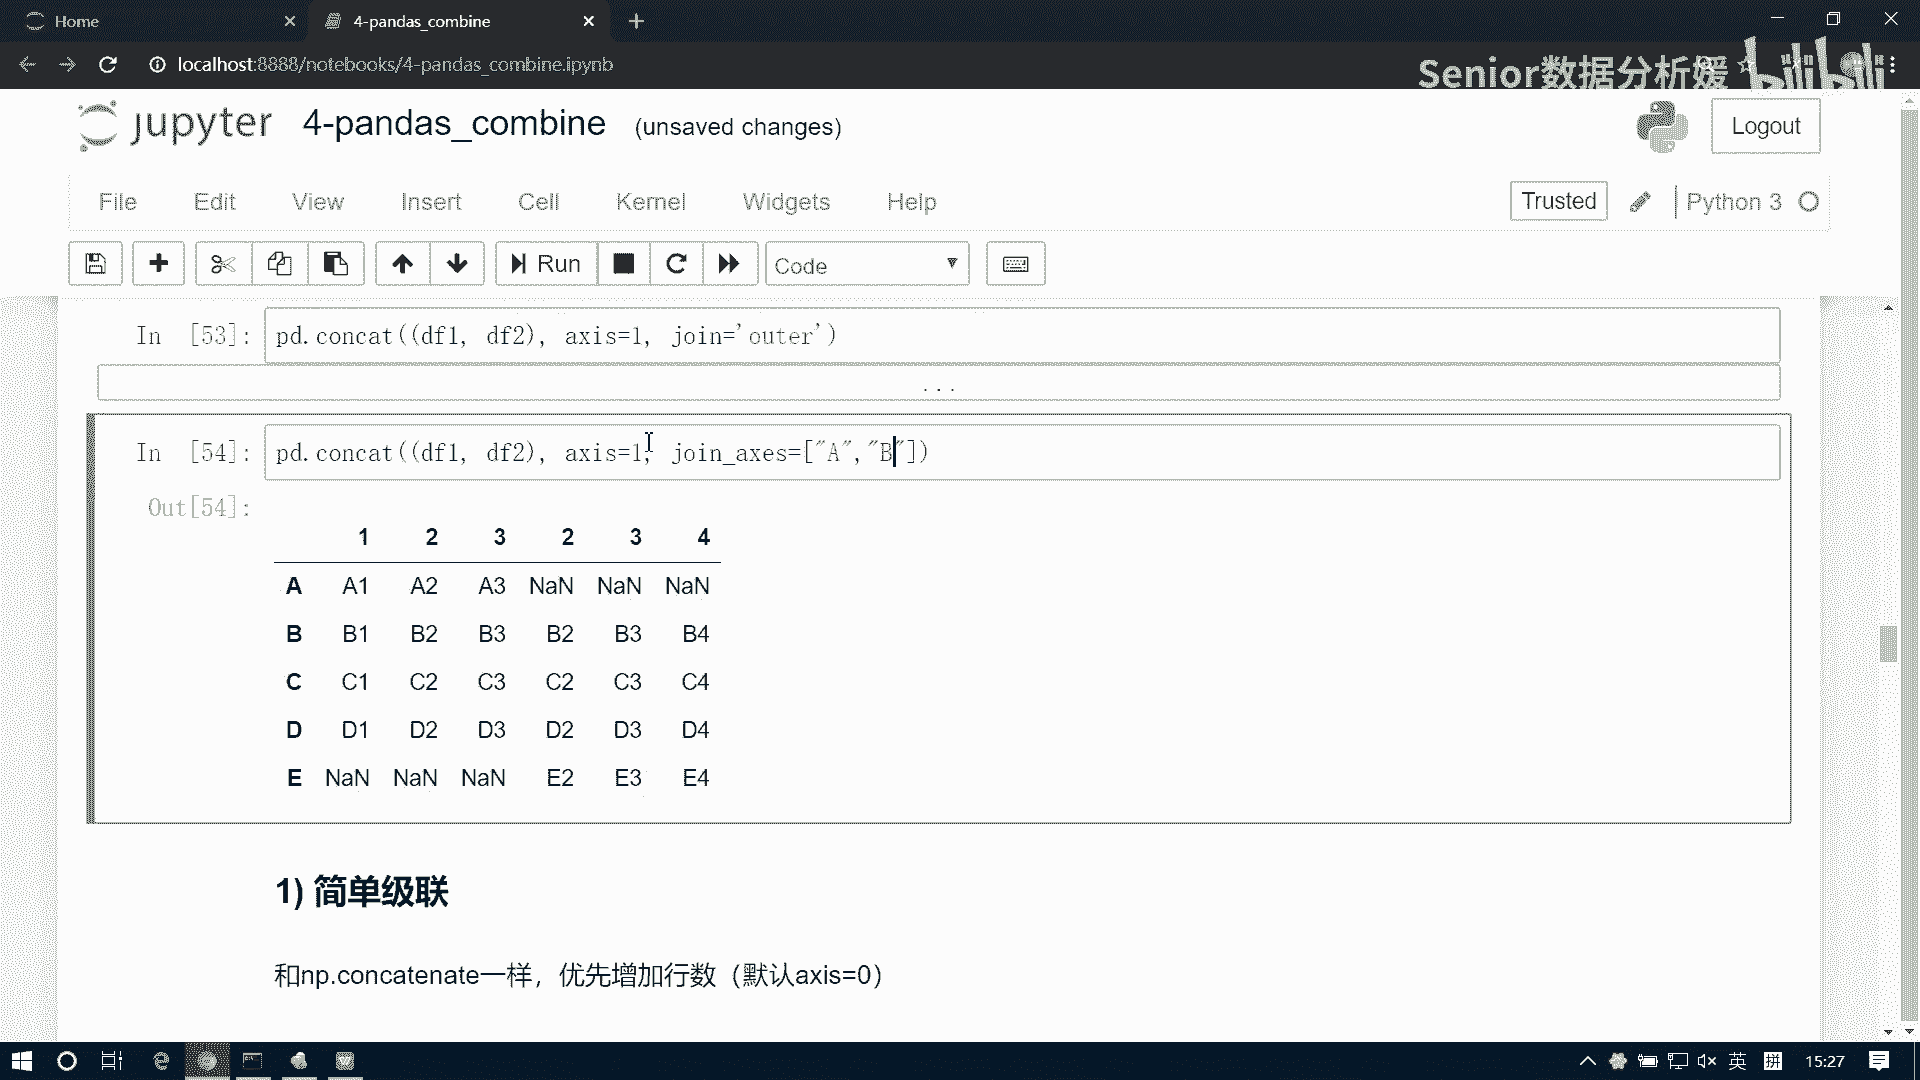 Home
4-pandas_combine
localhost:8888/notebooks/4-pandas_combine.ipynb
Senior数据分析媛
bilibili
jupyter 4-pandas_combine (unsaved changes)
Logout
File Edit View Insert Cell Kernel Widgets Help
Trusted
Python 3
Run
Code
In [53]: pd.concat((df1, df2), axis=1, join='outer')
...
In [54]: pd.concat((df1, df2), axis=1, join_axes=["A","B"])
Out[54]:
1 2 3 2 3 4
A A1 A2 A3 NaN NaN NaN
B B1 B2 B3 B2 B3 B4
C C1 C2 C3 C2 C3 C4
D D1 D2 D3 D2 D3 D4
E NaN NaN NaN E2 E3 E4
1) 简单级联
和np.concatenate一样，优先增加行数（默认axis=0）
英
拼
15:27